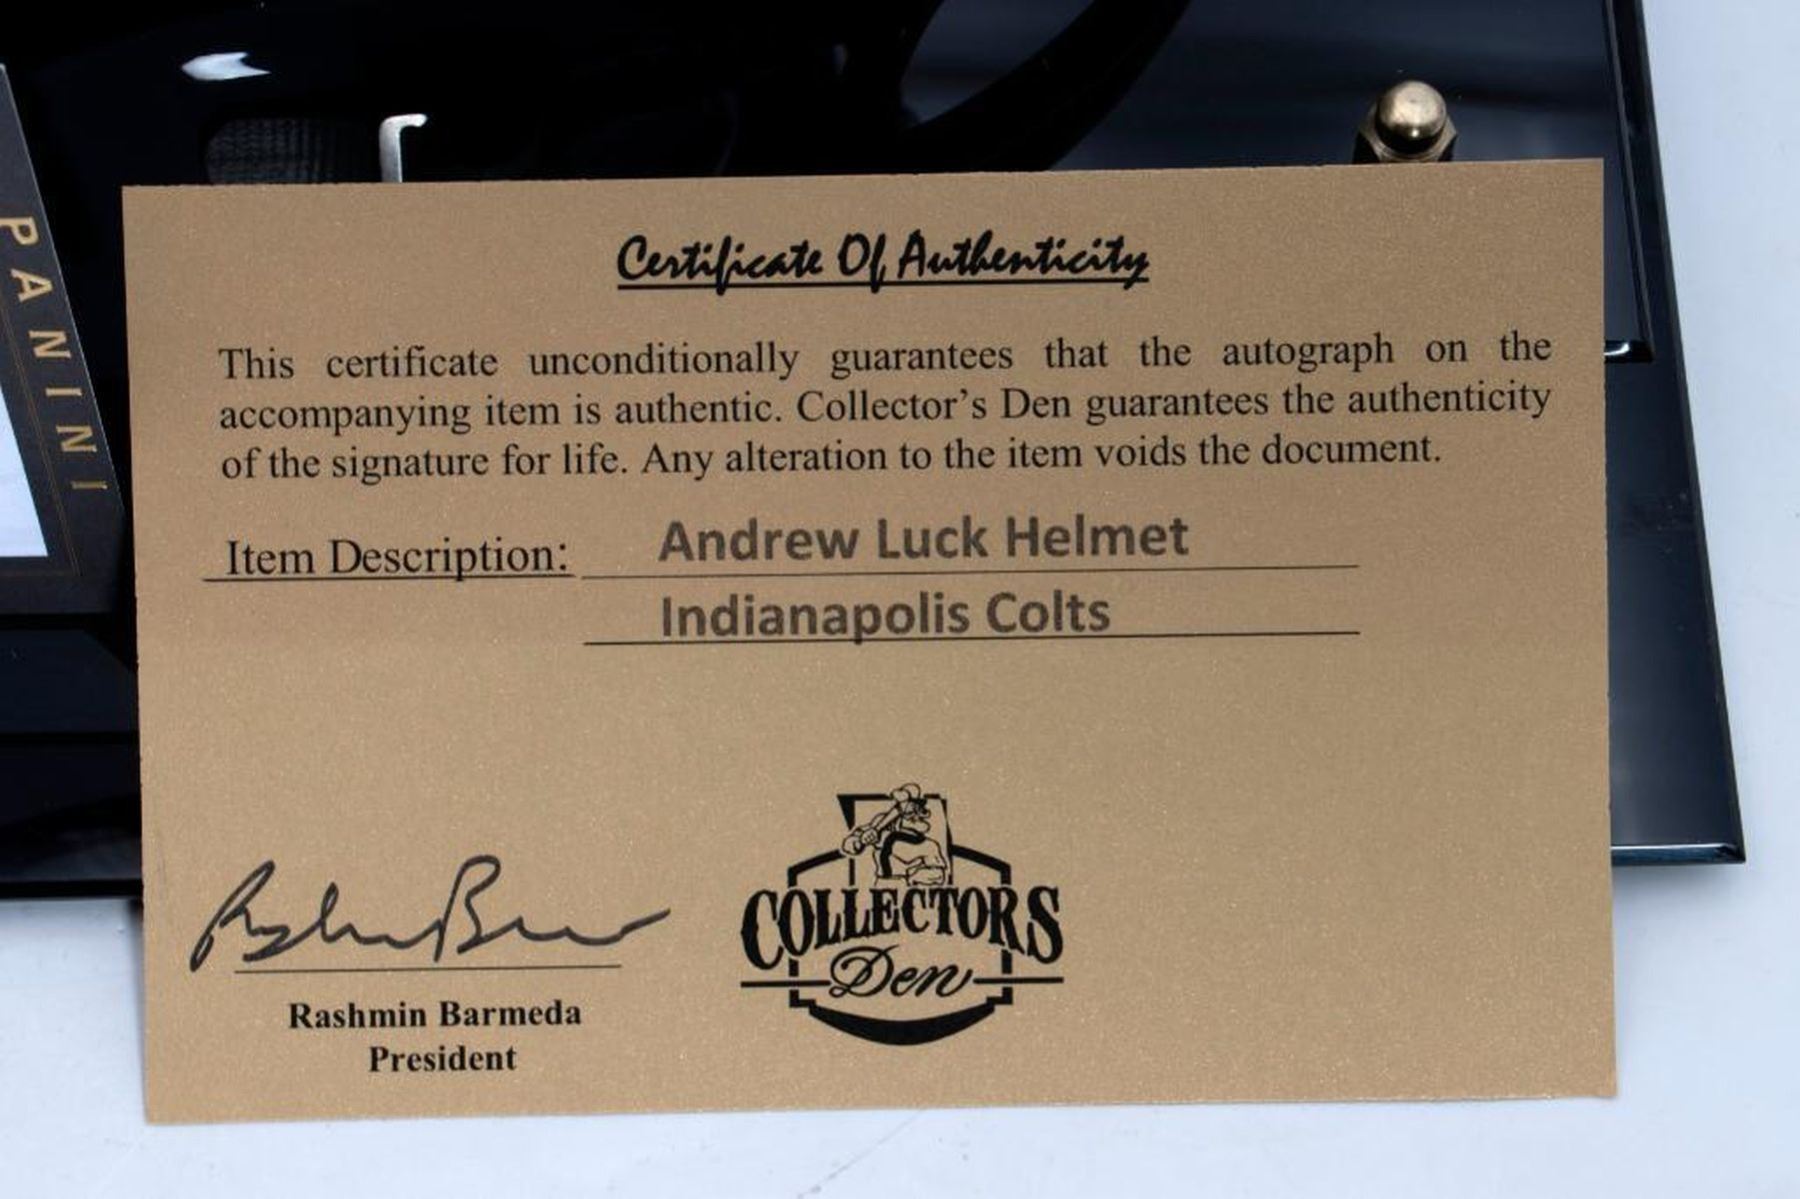 PANINI
Certificate Of Authenticity
This certificate unconditionally guarantees that the autograph on the
accompanying item is authentic. Collector's Den guarantees the authenticity
of the signature for life. Any alteration to the item voids the document.
Item Description: Andrew Luck Helmet
Indianapolis Colts
Rashmin Barmeda
President
COLLECTORS
Den